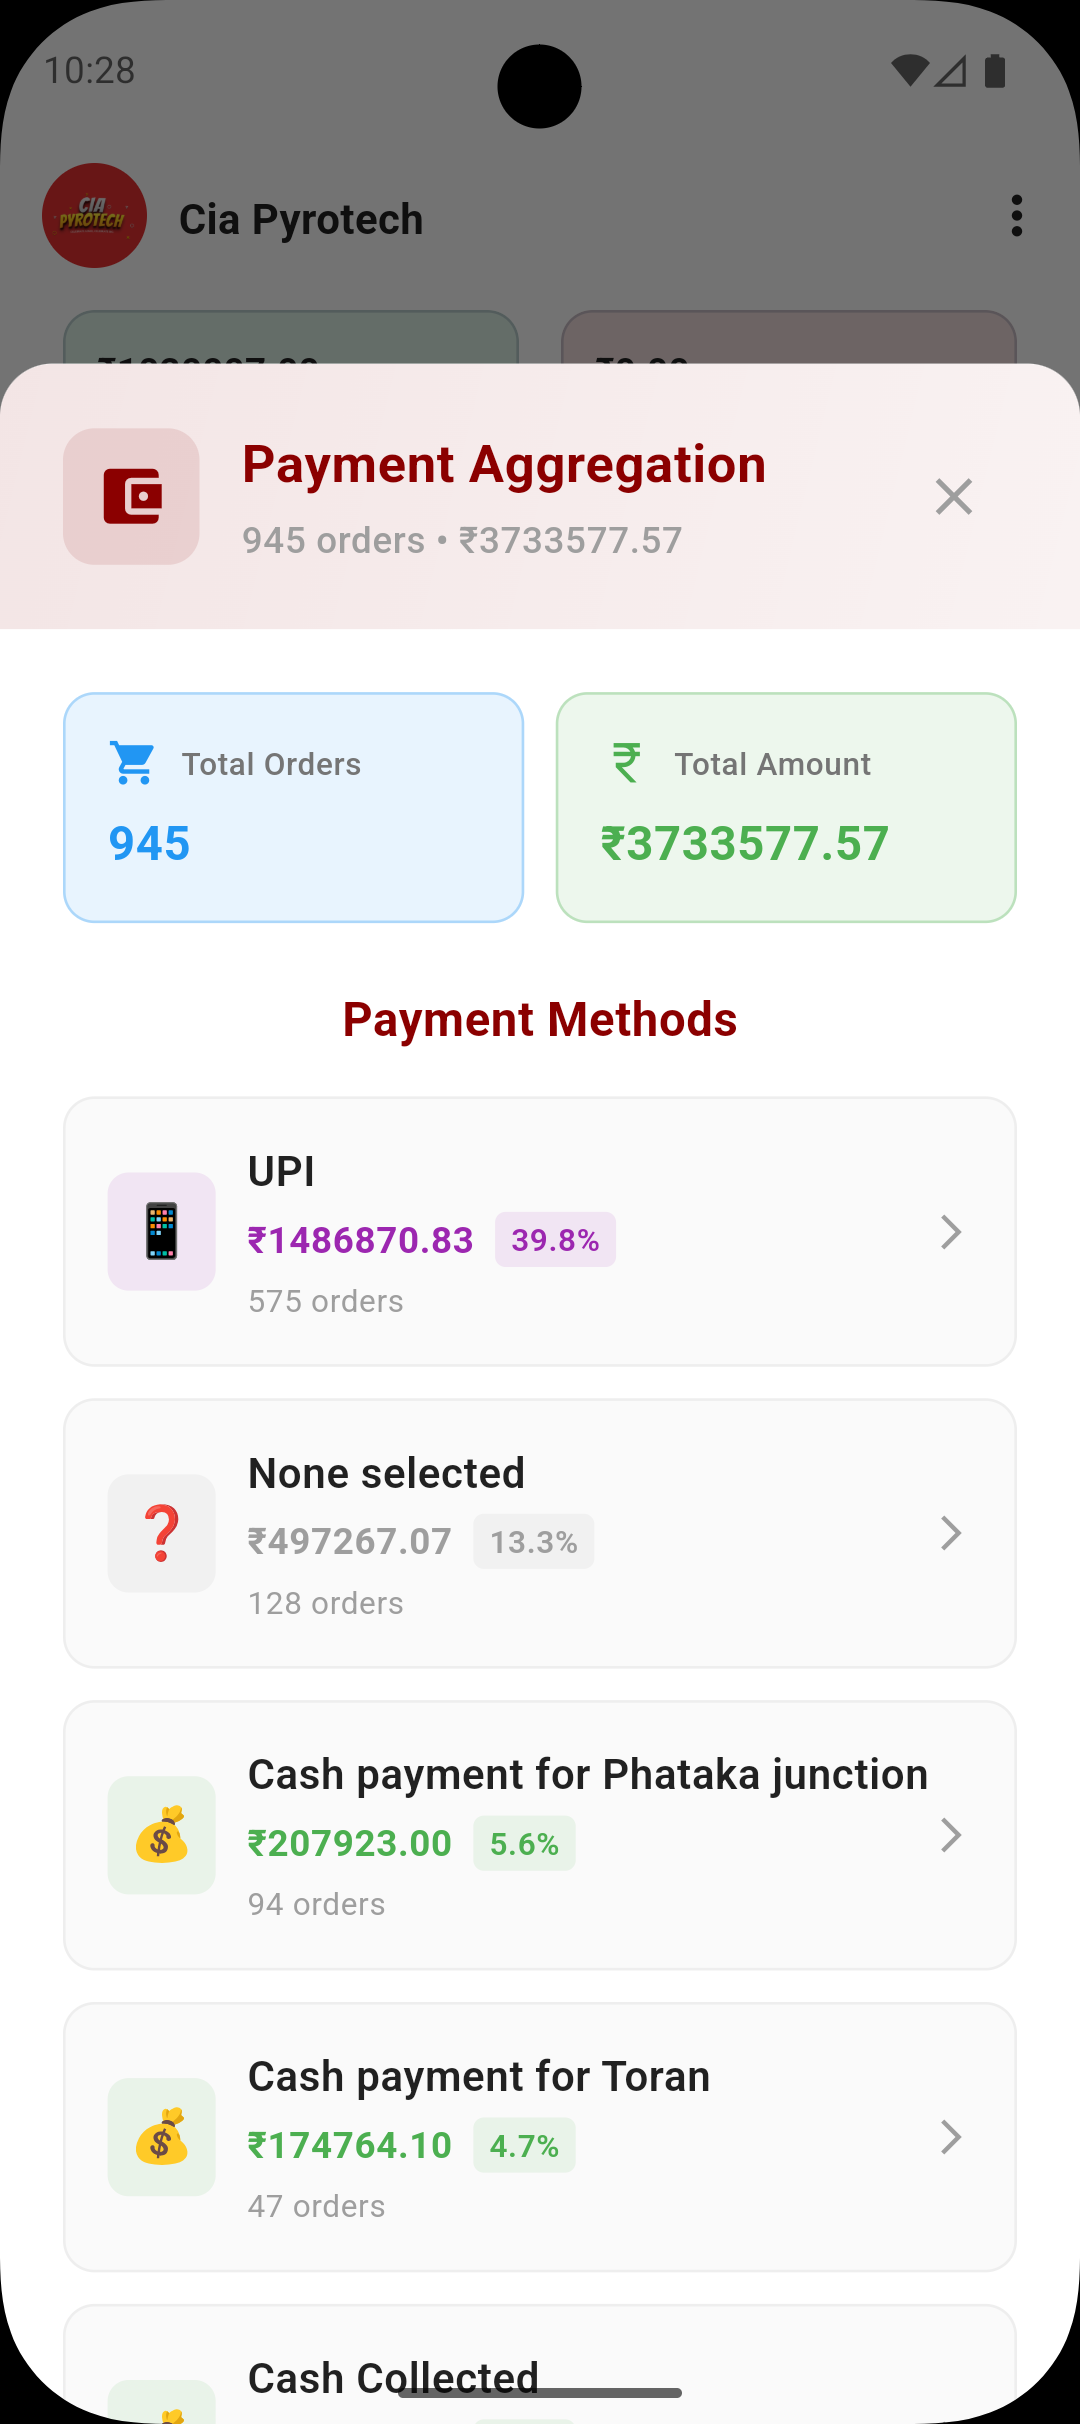 10:28
CIA
PYROTECH
Cia Pyrotech
Payment Aggregation
945 orders • ₹3733577.57
Total Orders
945
Total Amount
₹3733577.57
Payment Methods
UPI
₹1486870.83 39.8%
575 orders
None selected
₹497267.07 13.3%
128 orders
Cash payment for Phataka junction
₹207923.00 5.6%
94 orders
Cash payment for Toran
₹174764.10 4.7%
47 orders
Cash Collected